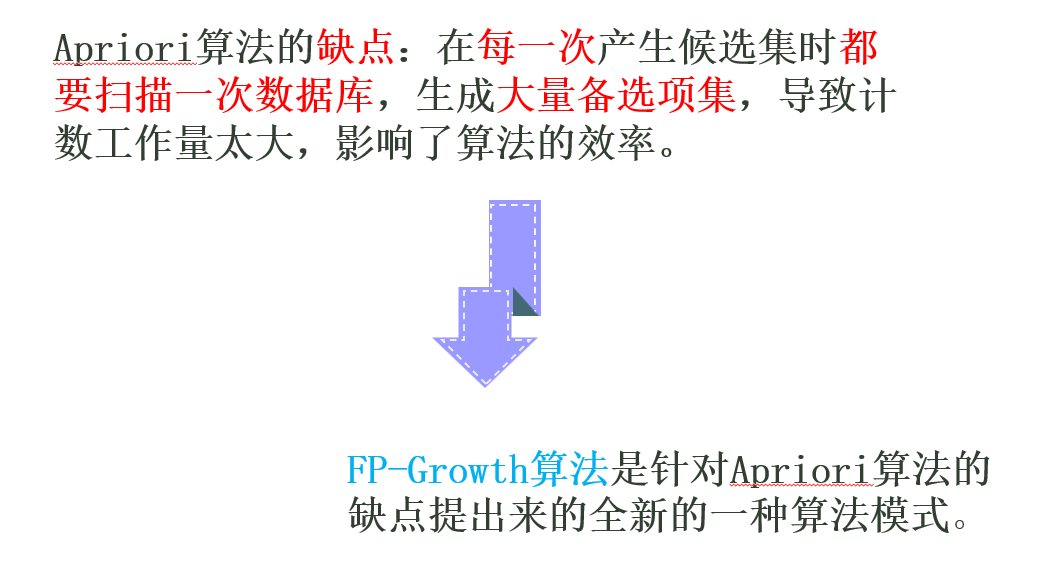 Apriori算法的缺点：在每一次产生候选集时都
要扫描一次数据库，生成大量备选项集，导致计
数工作量太大，影响了算法的效率。
FP-Growth算法是针对Apriori算法的
缺点提出来的全新的一种算法模式。